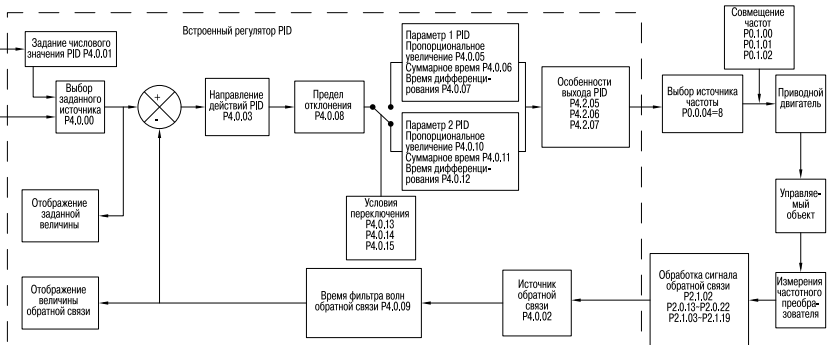 Встроенный регулятор PID
Задание числового
значения PID P4.0.01
Выбор
заданного
источника
P4.0.00
+
-
Направление
действий PID
P4.0.03
Предел
отклонения
P4.0.08
Параметр 1 PID
Пропорциональное
увеличение P4.0.05
Суммарное время P4.0.06
Время дифференци-
рования P4.0.07
Параметр 2 PID
Пропорциональное
увеличение P4.0.10
Суммарное время P4.0.11
Время дифференци-
рования P4.0.12
Условия
переключения
P4.0.13
P4.0.14
P4.0.15
Особенности
выхода PID
P4.2.05
P4.2.06
P4.2.07
Совмещение
частот
P0.1.00
P0.1.01
P0.1.02
Выбор источника
частоты
P0.0.04=8
Приводной
двигатель
Управляе-
мый
объект
Измерения
частотного
преобра-
зователя
Обработка сигнала
обратной связи
P2.1.02
P2.0.13-P2.0.22
P2.1.03-P2.1.19
Источник
обратной
связи
P4.0.02
Время фильтра волн
обратной связи P4.0.09
Отображение
заданной
величины
Отображение
величины
обратной связи